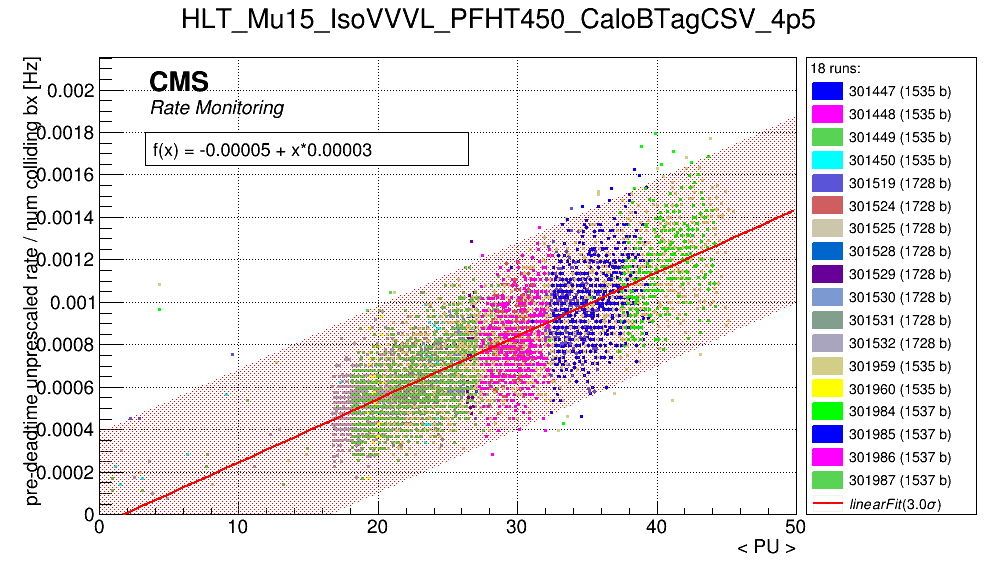 HLT_Mu15_IsoVVVL_PFHT450_CaloBTagCSV_4p5
pre-deadtime unprescaled rate / num colliding bx [Hz]
CMS
Rate Monitoring
f(x) = -0.00005 + x*0.00003
0.002
0.0018
0.0016
0.0014
0.0012
0.001
0.0008
0.0006
0.0004
0.0002
0
0 10 20 30 40 50
< PU >
18 runs:
301447 (1535 b)
301448 (1535 b)
301449 (1535 b)
301450 (1535 b)
301519 (1728 b)
301524 (1728 b)
301525 (1728 b)
301528 (1728 b)
301529 (1728 b)
301530 (1728 b)
301531 (1728 b)
301532 (1728 b)
301959 (1535 b)
301960 (1535 b)
301984 (1537 b)
301985 (1537 b)
301986 (1537 b)
301987 (1537 b)
linearFit(3.0σ)